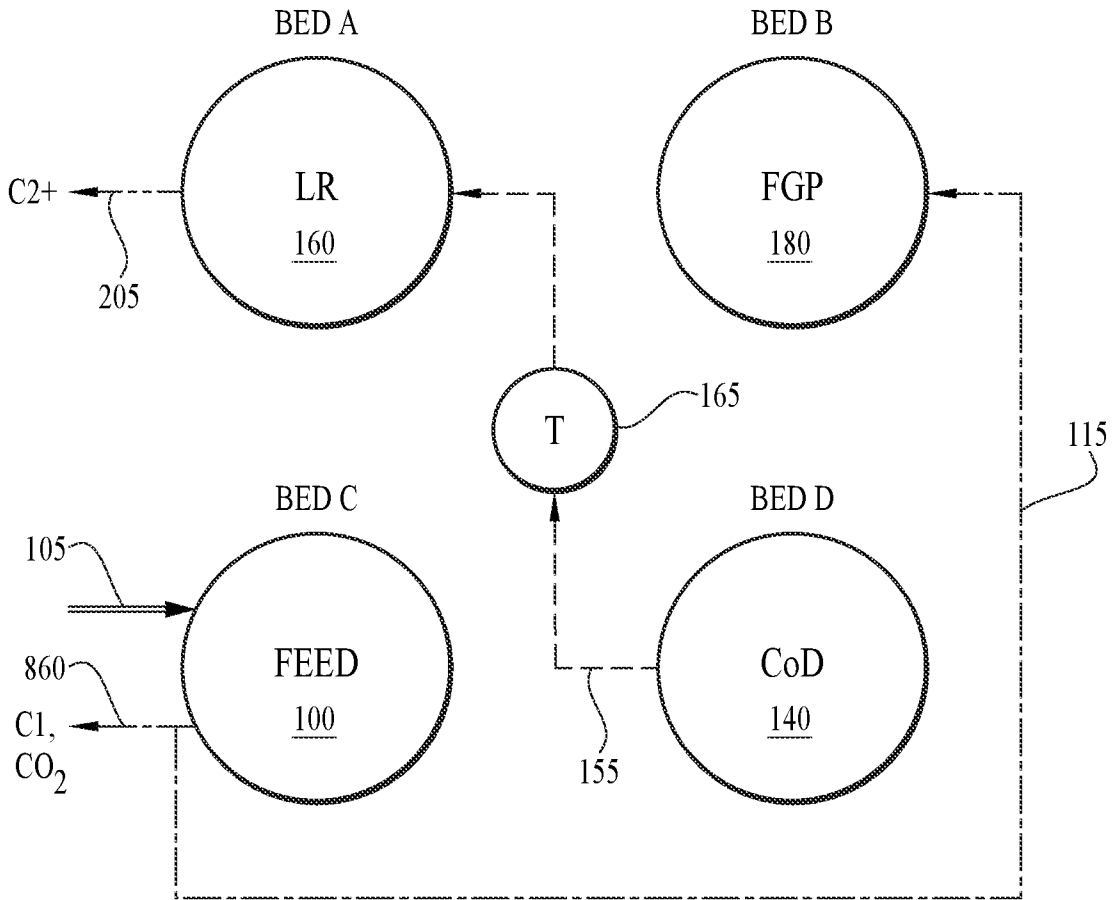 BED A
BED B
LR
160
FGP
180
C2+
205
T
165
115
BED C
BED D
105
860
FEED
100
CoD
140
C1,
CO₂
155